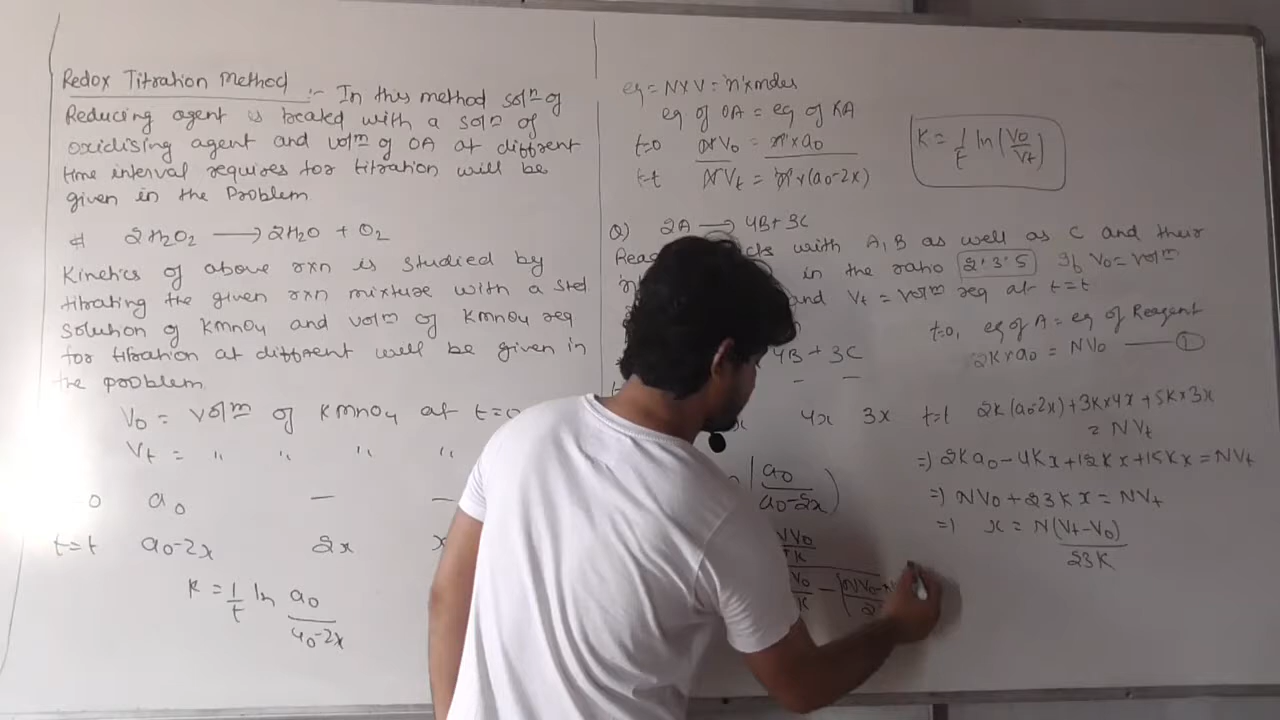 Redox Titration Method :- In this method solⁿ of
Reducing agent is treated with a solⁿ of
oxidising agent and volᵐ of OA at different
time interval requires for titration will be
given in the Problem
# 2H₂O₂ → 2H₂O + O₂
Kinetics of above rxn is studied by
titrating the given rxn mixture with a std
solution of KMnO₄ and volᵐ of KMnO₄ req
for titration at different will be given in
the problem.
V₀ = Volᵐ of KMnO₄ at t=0
Vt = " " " "
0 a₀ — —
t=t a₀-2x 2x x
K = 1/t ln a₀/a₀-2x
eq = N×V = 'n'×moles
eq of OA = eq of RA
t=0 NV₀ = 'n'×a₀
t=t NVt = 'n'×(a₀-2x)
K = 1/t ln(V₀/Vt)
Q) 2A → 4B + 3C
with A, B as well as C and their
in the ratio 2:3:5 If V₀ = volᵐ
and Vt = volᵐ req at t=t
4B + 3C
— —
4x 3x
(a₀/a₀-2x)
t=0, eq of A = eq of Reagent
2K×a₀ = NV₀ —— ①
t=t 2K(a₀-2x)+3K×4x+5K×3x
= NVt
=) 2Ka₀-4Kx+12Kx+15Kx = NVt
=) NV₀+23Kx = NVt
=) x = N(Vt-V₀)/23K